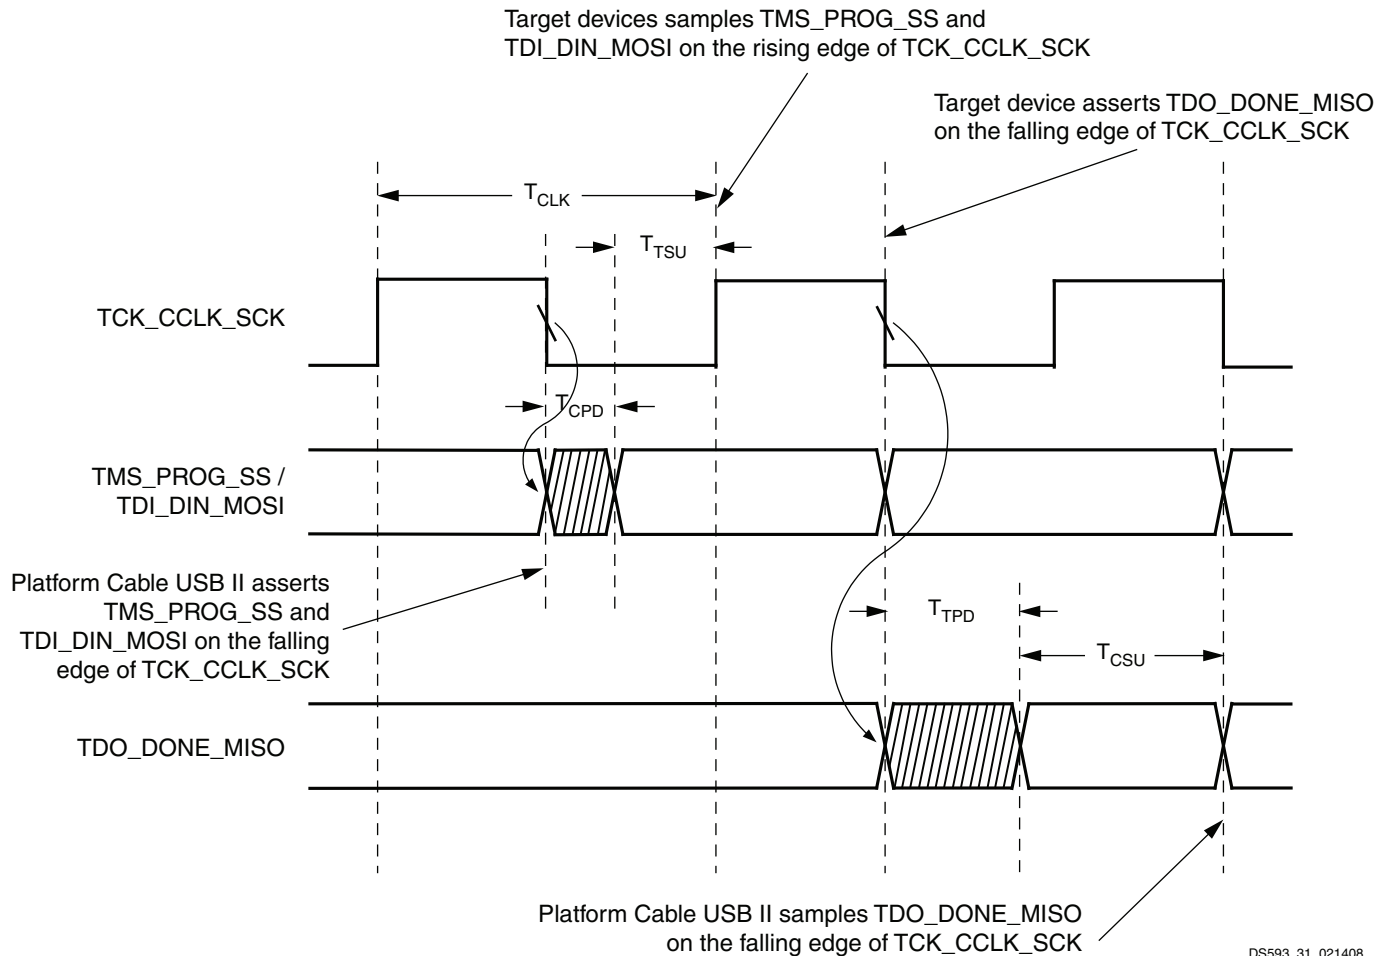 Target devices samples TMS_PROG_SS and
TDI_DIN_MOSI on the rising edge of TCK_CCLK_SCK
Target device asserts TDO_DONE_MISO
on the falling edge of TCK_CCLK_SCK
TCLK
TTSU
TCK_CCLK_SCK
TCPD
TMS_PROG_SS /
TDI_DIN_MOSI
Platform Cable USB II asserts
TMS_PROG_SS and
TDI_DIN_MOSI on the falling
edge of TCK_CCLK_SCK
TTPD
TCSU
TDO_DONE_MISO
Platform Cable USB II samples TDO_DONE_MISO
on the falling edge of TCK_CCLK_SCK
DS593_31_021408